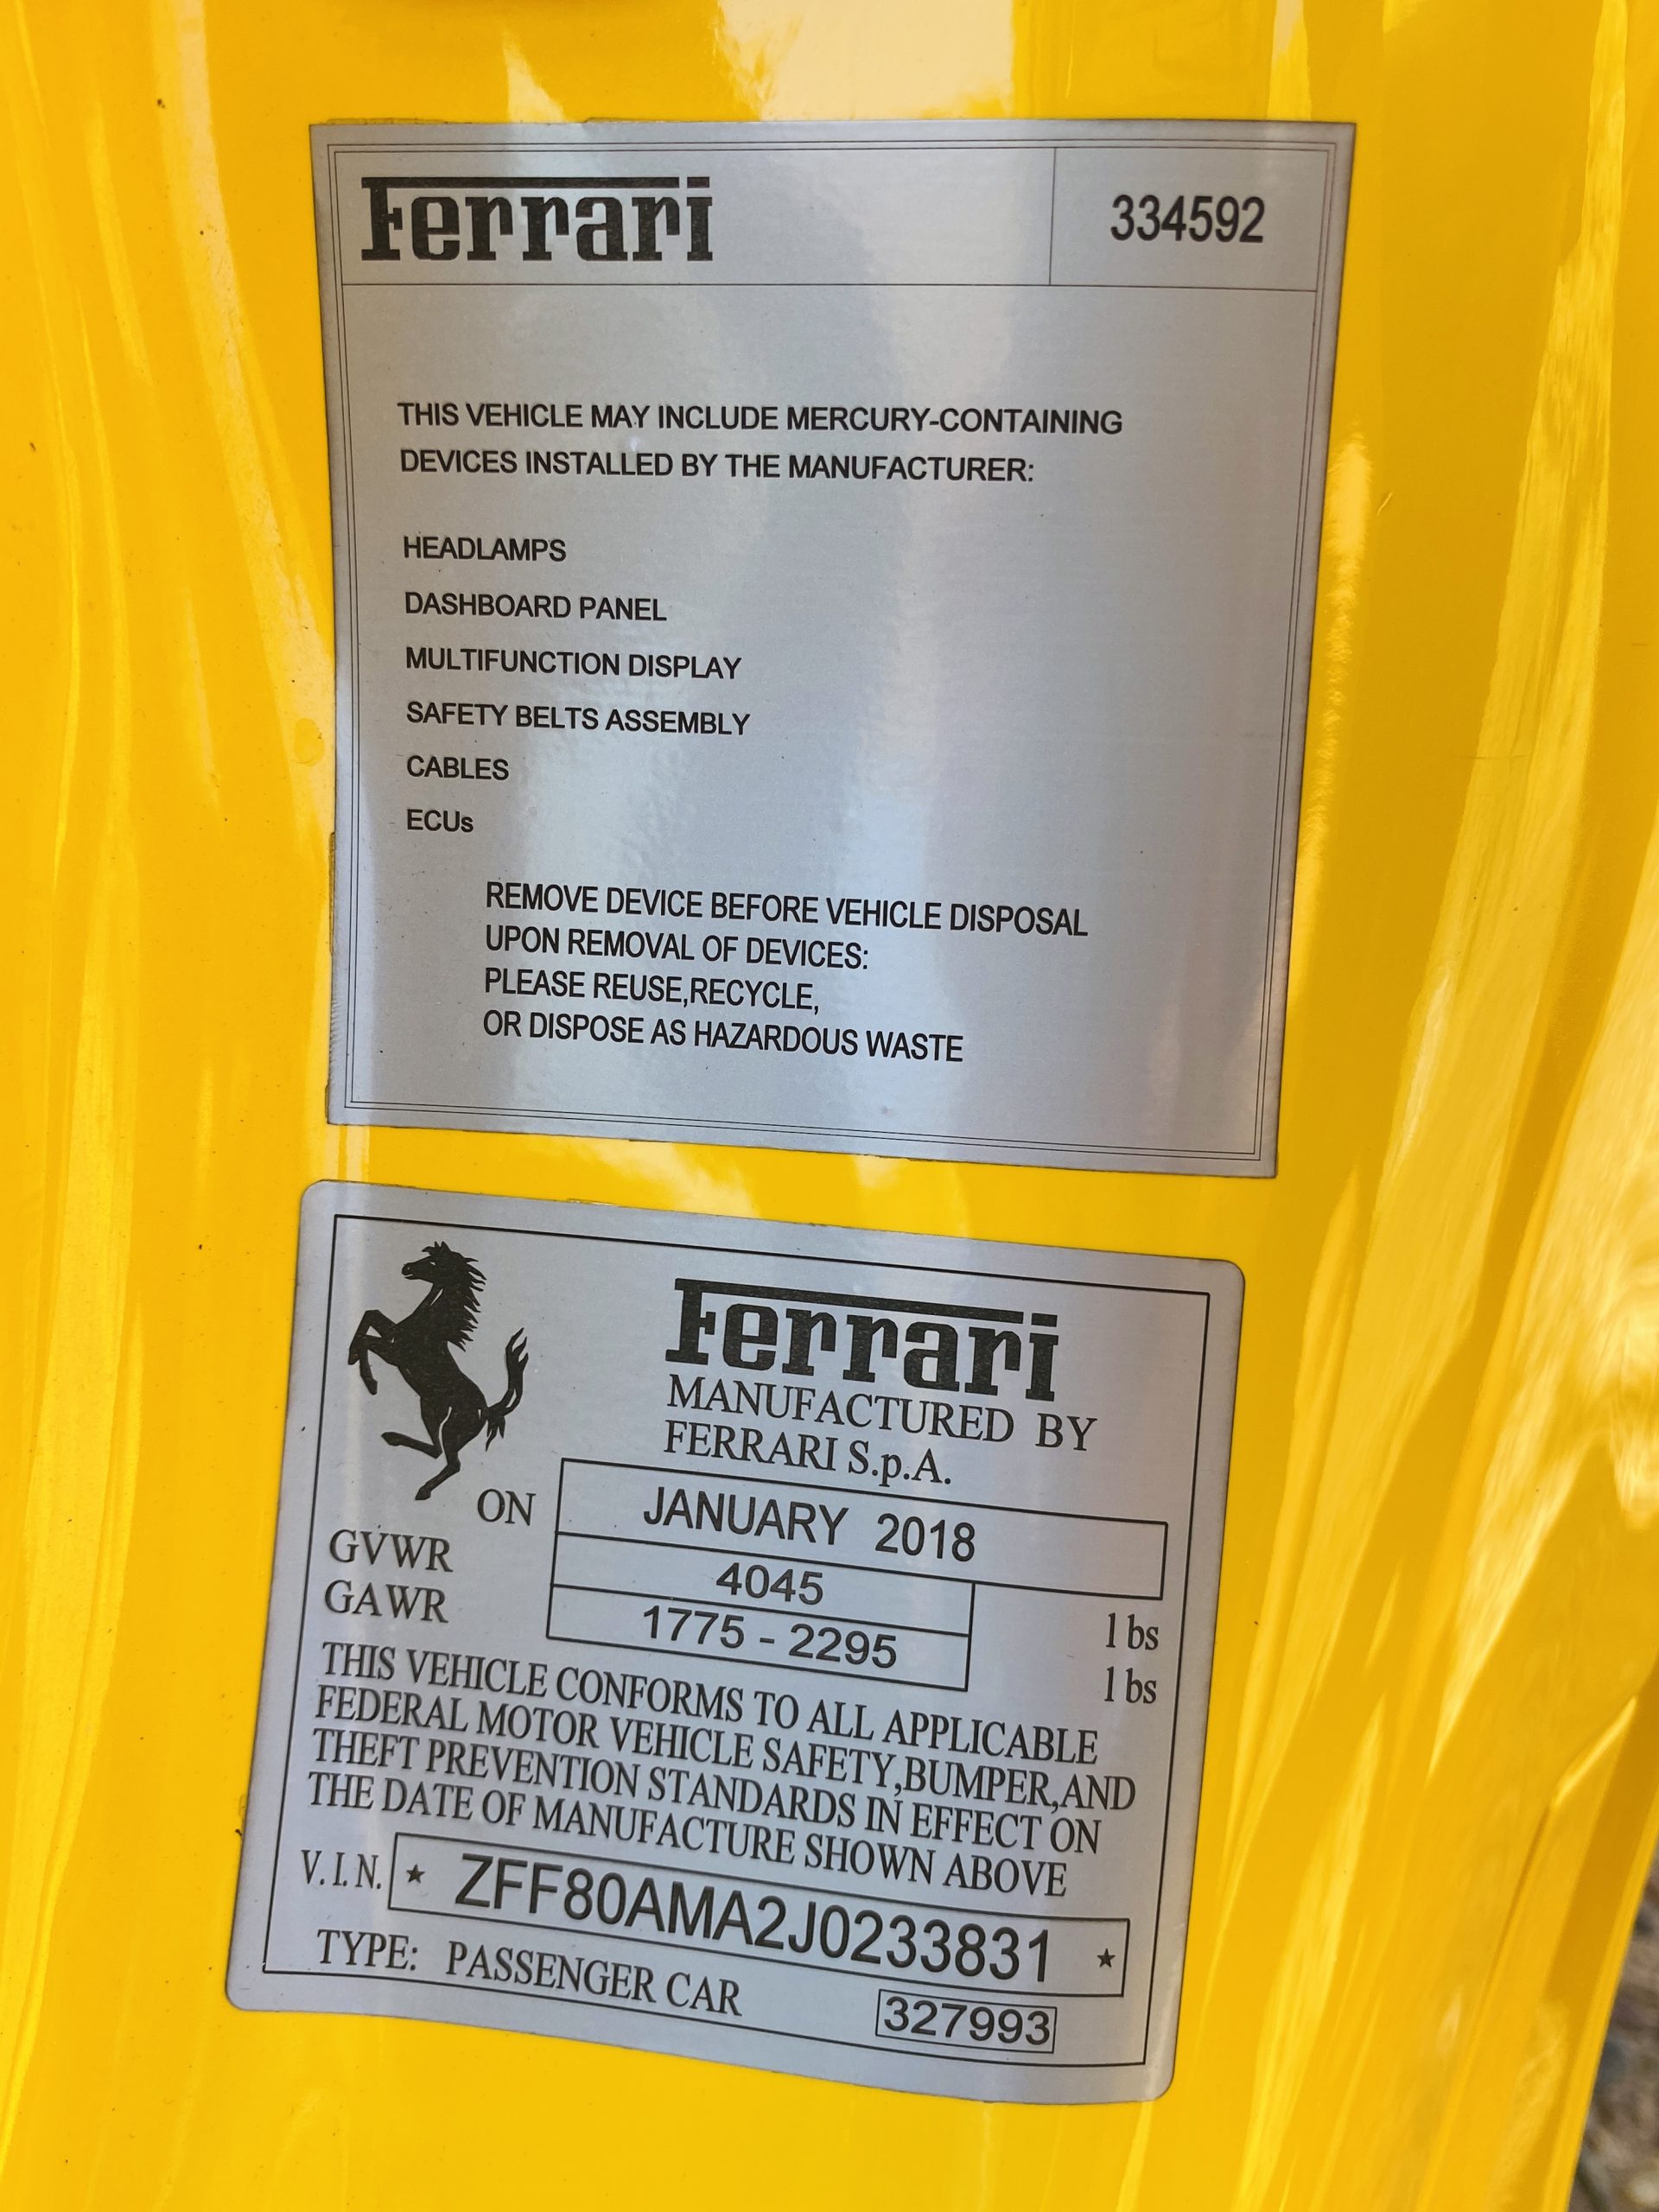 Ferrari 334592
THIS VEHICLE MAY INCLUDE MERCURY-CONTAINING
DEVICES INSTALLED BY THE MANUFACTURER:
HEADLAMPS
DASHBOARD PANEL
MULTIFUNCTION DISPLAY
SAFETY BELTS ASSEMBLY
CABLES
ECUs
REMOVE DEVICE BEFORE VEHICLE DISPOSAL
UPON REMOVAL OF DEVICES:
PLEASE REUSE,RECYCLE,
OR DISPOSE AS HAZARDOUS WASTE
Ferrari
MANUFACTURED BY
FERRARI S.p.A.
ON JANUARY 2018
GVWR 4045 lbs
GAWR 1775 - 2295 lbs
THIS VEHICLE CONFORMS TO ALL APPLICABLE
FEDERAL MOTOR VEHICLE SAFETY,BUMPER,AND
THEFT PREVENTION STANDARDS IN EFFECT ON
THE DATE OF MANUFACTURE SHOWN ABOVE
V.I.N. ★ ZFF80AMA2J0233831 ★
TYPE: PASSENGER CAR 327993